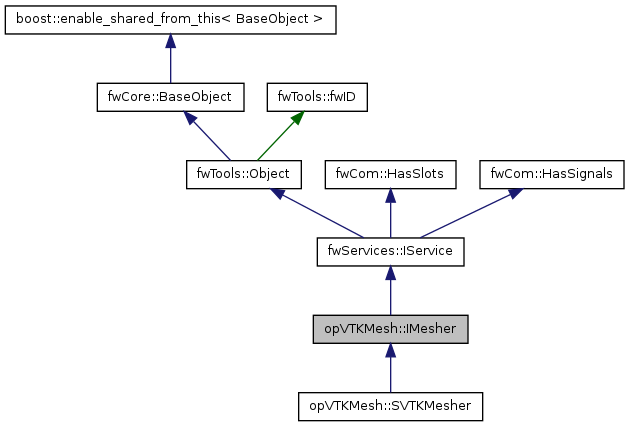 boost::enable_shared_from_this< BaseObject >
fwCore::BaseObject
fwTools::fwID
fwTools::Object
fwCom::HasSlots
fwCom::HasSignals
fwServices::IService
opVTKMesh::IMesher
opVTKMesh::SVTKMesher